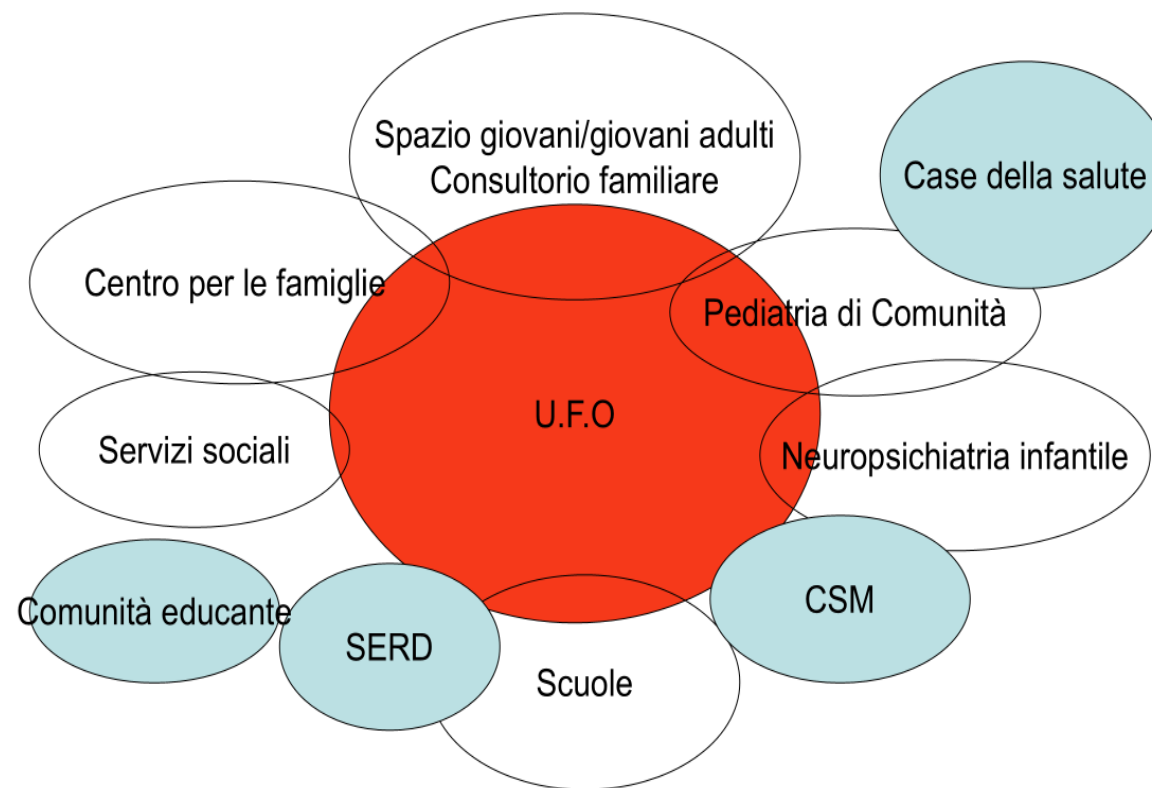 Spazio giovani/giovani adulti
Consultorio familiare
Case della salute
Centro per le famiglie
Pediatria di Comunità
U.F.O
Servizi sociali
Neuropsichiatria infantile
Comunità educante
CSM
SERD
Scuole